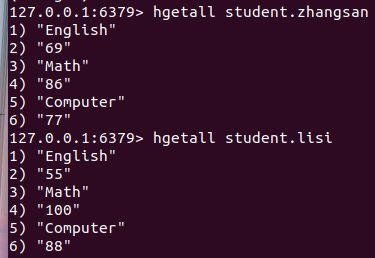 127.0.0.1:6379> hgetall student.zhangsan
1) "English"
2) "69"
3) "Math"
4) "86"
5) "Computer"
6) "77"
127.0.0.1:6379> hgetall student.lisi
1) "English"
2) "55"
3) "Math"
4) "100"
5) "Computer"
6) "88"